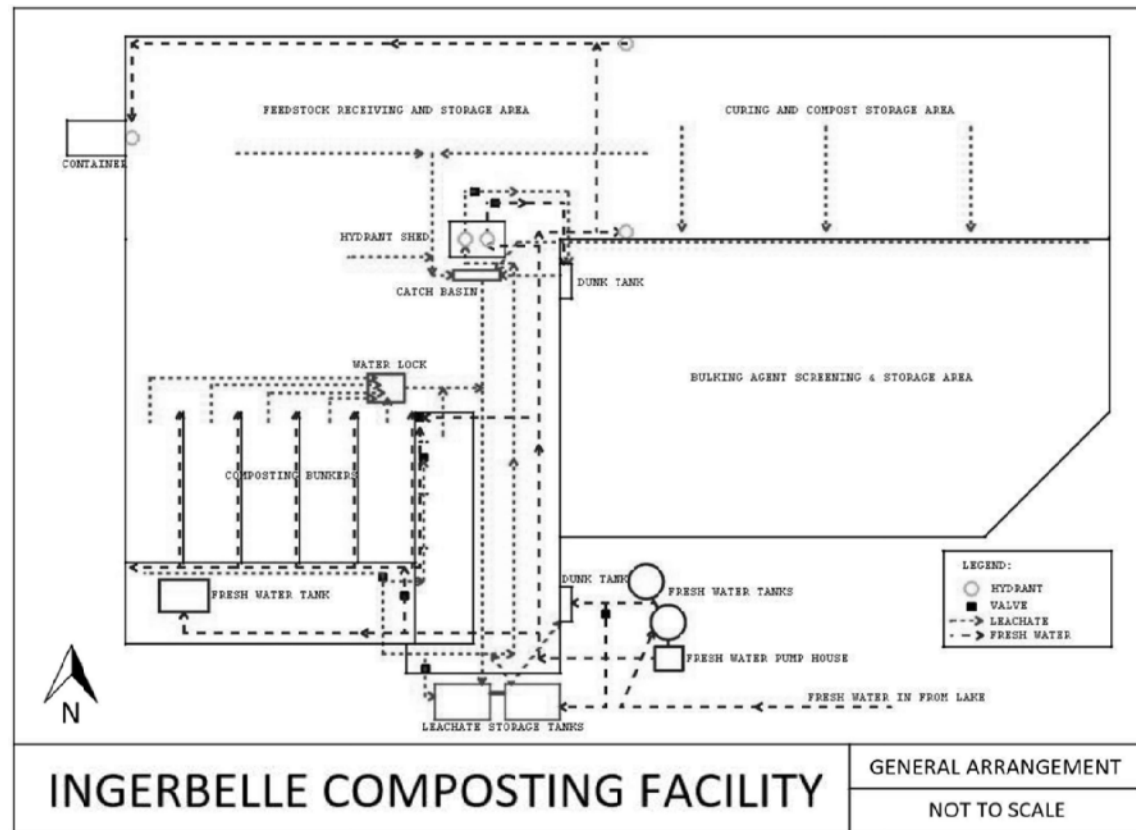 FEEDSTOCK RECEIVING AND STORAGE AREA
CURING AND COMPOST STORAGE AREA
CONTAINER
HYDRANT SHED
CATCH BASIN
DUNK TANK
WATER LOCK
BULKING AGENT SCREENING & STORAGE AREA
COMPOSTING BUNKERS
FRESH WATER TANK
DUNK TANK
FRESH WATER TANKS
FRESH WATER PUMP HOUSE
FRESH WATER IN FROM LAKE
LEACHATE STORAGE TANKS
LEGEND:
HYDRANT
VALVE
LEACHATE
FRESH WATER
N
INGERBELLE COMPOSTING FACILITY
GENERAL ARRANGEMENT
NOT TO SCALE